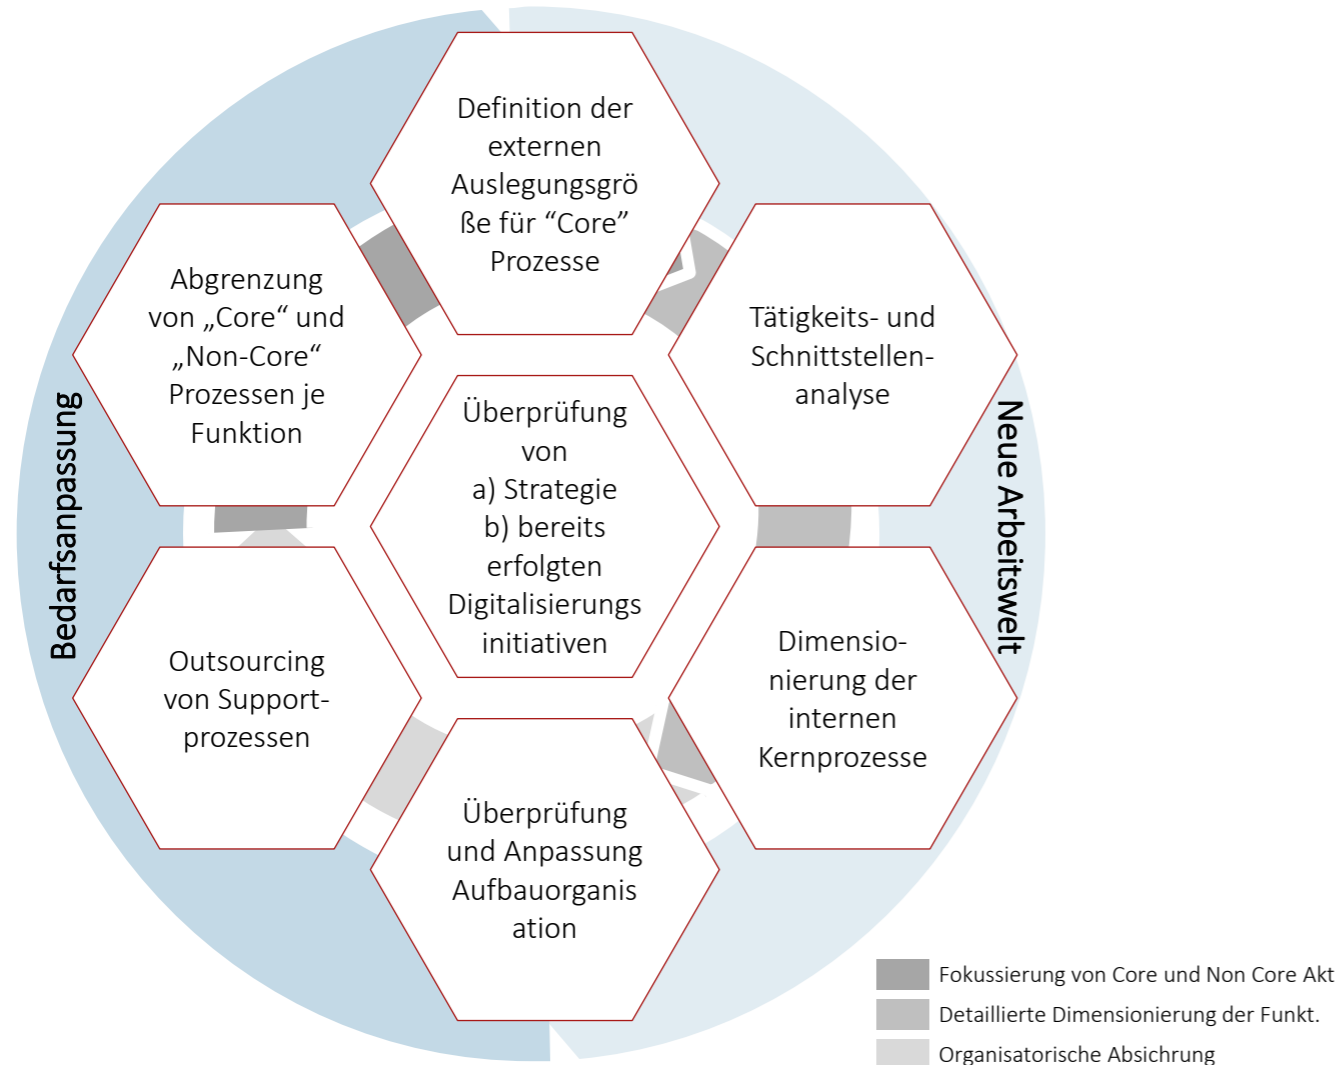 Definition der
externen
Auslegungsgrö
ße für “Core”
Prozesse
Abgrenzung
von „Core“ und
„Non-Core“
Prozessen je
Funktion
Tätigkeits- und
Schnittstellen-
analyse
Überprüfung
von
a) Strategie
b) bereits
erfolgten
Digitalisierungs
initiativen
Bedarfsanpassung
Neue Arbeitswelt
Outsourcing
von Support-
prozessen
Dimensio-
nierung der
internen
Kernprozesse
Überprüfung
und Anpassung
Aufbauorganis
ation
Fokussierung von Core und Non Core Akt
Detaillierte Dimensionierung der Funkt.
Organisatorische Absichrung